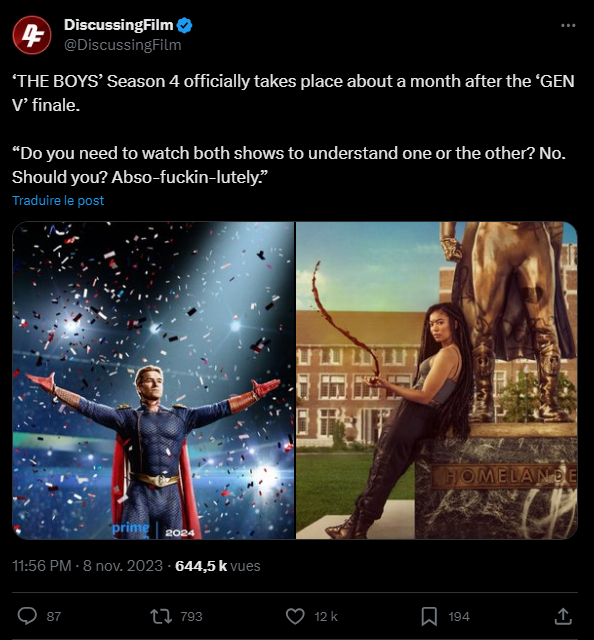 DiscussingFilm
@DiscussingFilm
‘THE BOYS’ Season 4 officially takes place about a month after the ‘GEN
V’ finale.
“Do you need to watch both shows to understand one or the other? No.
Should you? Abso-fuckin-lutely.”
Traduire le post
prime | 2024
HOMELANDE
11:56 PM · 8 nov. 2023 · 644,5 k vues
87 793 12 k 194